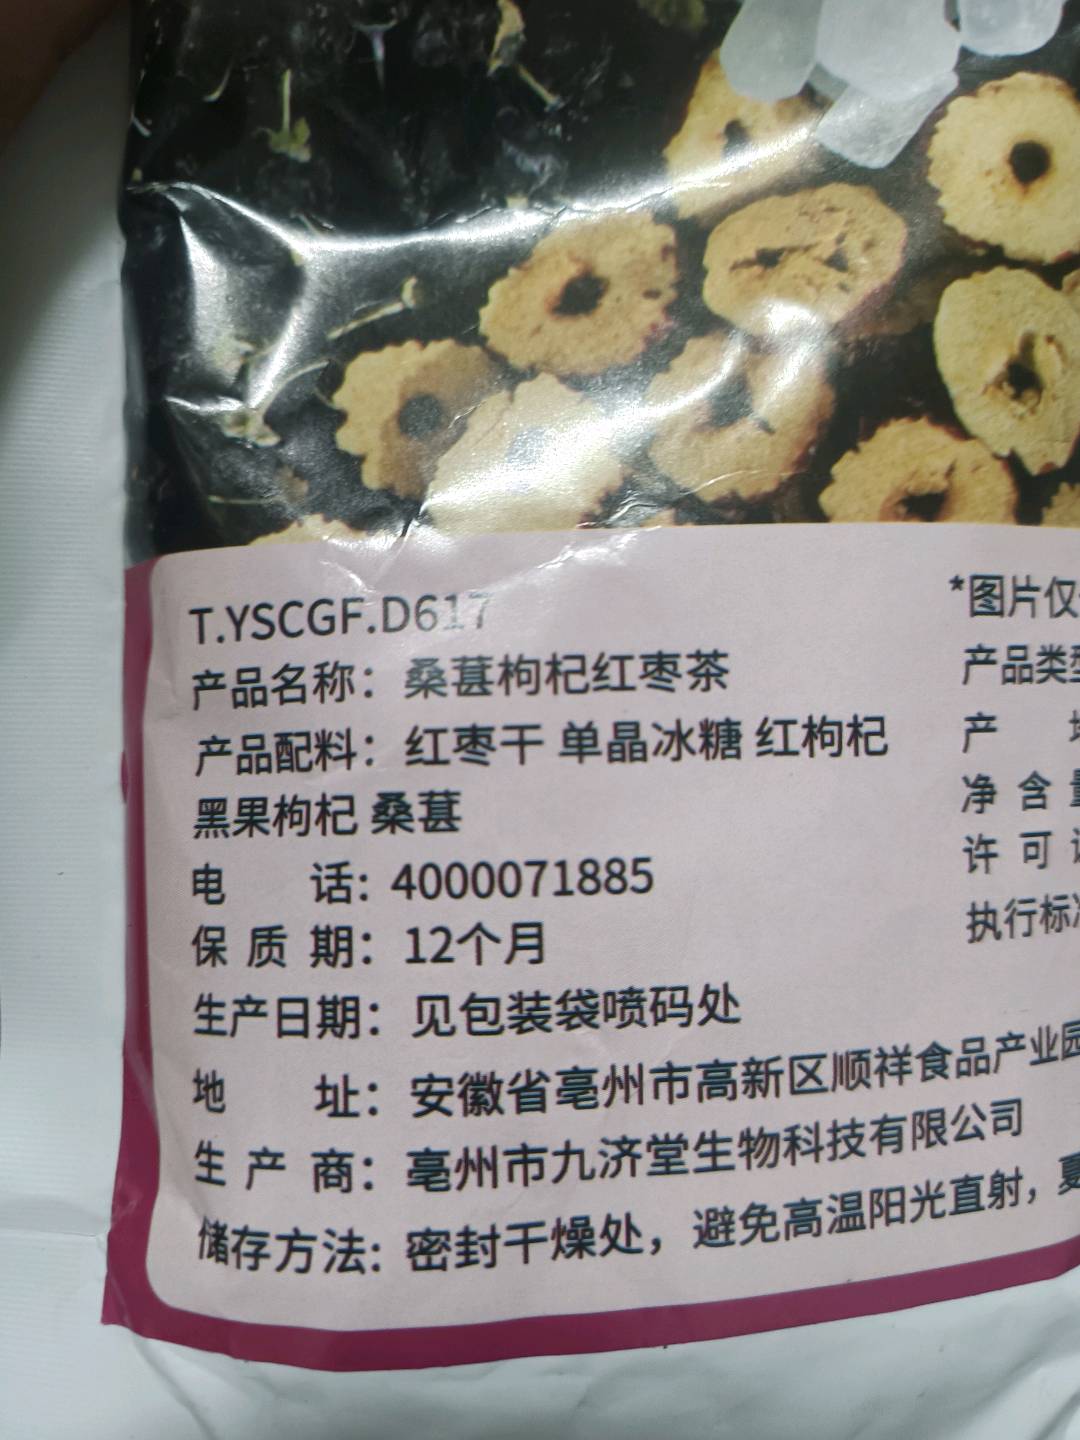 T.YSCGF.D617
产品名称：桑葚枸杞红枣茶
产品配料：红枣干 单晶冰糖 红枸杞
黑果枸杞 桑葚
电 话：4000071885
保 质 期：12个月
生产日期：见包装袋喷码处
地 址：安徽省亳州市高新区顺祥食品产业园
生 产 商：亳州市九济堂生物科技有限公司
储存方法：密封干燥处，避免高温阳光直射，夏
*图片仅
产品类型
产
净 含 量
许 可
执行标准